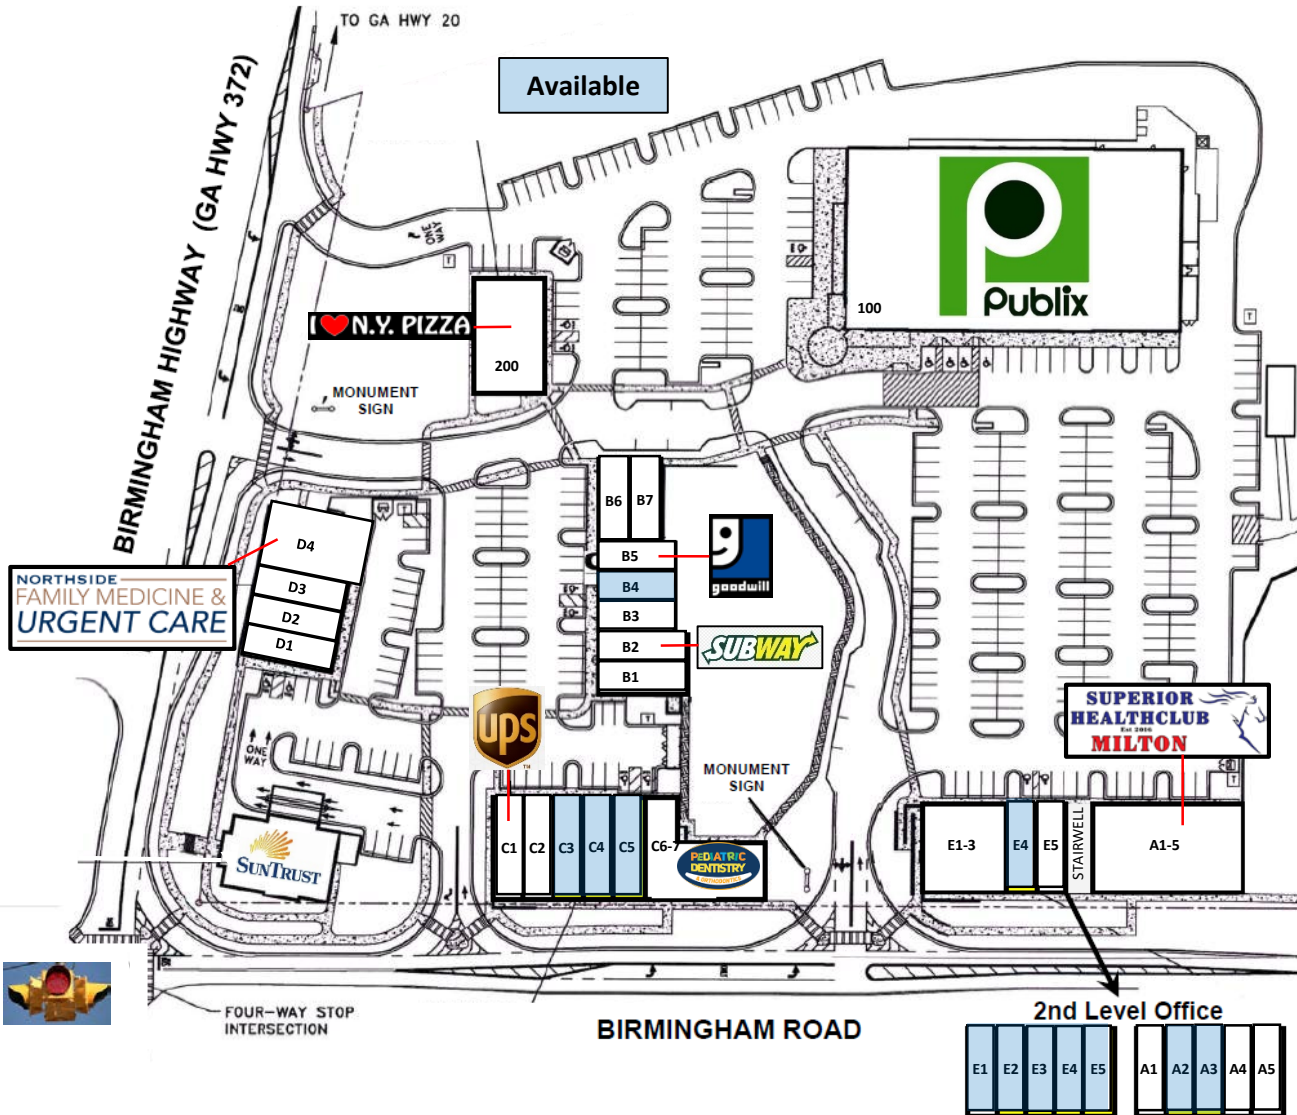 TO GA HWY 20
Available
BIRMINGHAM HIGHWAY (GA HWY 372)
ONE
WAY
T
Publix
100
T
I N.Y. PIZZA
200
MONUMENT
SIGN
B6
B7
T
D4
B5
goodwill
NORTHSIDE
FAMILY MEDICINE &
URGENT CARE
D3
B4
D2
B3
D1
B2
SUBWAY
B1
T
SUPERIOR
HEALTHCLUB
Est 2006
MILTON
ups
ONE
WAY
MONUMENT
SIGN
T
SUNTRUST
C1
C2
C3
C4
C5
C6-7
PEDIATRIC
DENTISTRY
& ORTHODONTICS
E1-3
E4
E5
STAIRWELL
A1-5
FOUR-WAY STOP
INTERSECTION
BIRMINGHAM ROAD
2nd Level Office
E1
E2
E3
E4
E5
A1
A2
A3
A4
A5